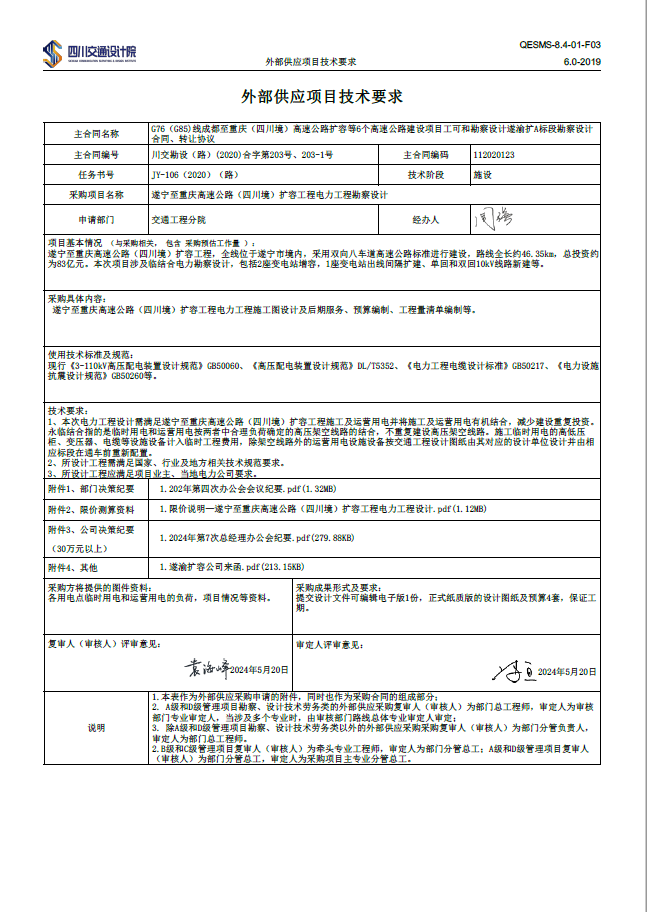 四川交通设计院
SICHUAN COMMUNICATION SURVEYING & DESIGN INSTITUTE
QESMS-8.4-01-F03
外部供应项目技术要求
6.0-2019
外部供应项目技术要求
主合同名称
G76（G85)线成都至重庆（四川境）高速公路扩容等6个高速公路建设项目工可和勘察设计遂渝扩A标段勘察设计
合同、转让协议
主合同编号
川交勘设（路）(2020)合字第203号、203-1号
主合同编码
112020123
任务书号
JY-106（2020）（路）
技术阶段
施设
采购项目名称
遂宁至重庆高速公路（四川境）扩容工程电力工程勘察设计
申请部门
交通工程分院
经办人
项目基本情况 （与采购相关，包含 采购预估工作量 ）：
遂宁至重庆高速公路（四川境）扩容工程，全线位于遂宁市境内，采用双向八车道高速公路标准进行建设，路线全长约46.35km，总投资约
为83亿元。本次项目涉及临结合电力勘察设计，包括2座变电站增容，1座变电站出线间隔扩建、单回和双回10kV线路新建等。
采购具体内容：
遂宁至重庆高速公路（四川境）扩容工程电力工程施工图设计及后期服务、预算编制、工程量清单编制等。
使用技术标准及规范：
现行《3-110kV高压配电装置设计规范》GB50060、《高压配电装置设计规范》DL/T5352、《电力工程电缆设计标准》GB50217、《电力设施
抗震设计规范》GB50260等。
技术要求：
1、本次电力工程设计需满足遂宁至重庆高速公路（四川境）扩容工程施工及运营用电并将施工及运营用电有机结合，减少建设重复投资。
永临结合指的是临时用电和运营用电按两者中合理负荷确定的高压架空线路的结合，不重复建设高压架空线路。施工临时用电的高低压
柜、变压器、电缆等设施设备计入临时工程费用，除架空线路外的运营用电设施设备按交通工程设计图纸由其对应的设计单位设计并由相
应标段在通车前重新配置。
2、所设计工程需满足国家、行业及地方相关技术规范要求。
3、所设计工程应满足项目业主、当地电力公司要求。
附件1、部门决策纪要
1.202年第四次办公会会议纪要.pdf(1.32MB)
附件2、限价测算资料
1.限价说明—遂宁至重庆高速公路（四川境）扩容工程电力工程设计.pdf(1.12MB)
附件3、公司决策纪要
（30万元以上）
1.2024年第7次总经理办公会纪要.pdf(279.88KB)
附件4、其他
1.遂渝扩容公司来函.pdf(213.15KB)
采购方将提供的图件资料：
各用电点临时用电和运营用电的负荷，项目情况等资料。
采购成果形式及要求：
提交设计文件可编辑电子版1份，正式纸质版的设计图纸及预算4套，保证工
期。
复审人（审核人）评审意见：
袁海峰2024年5月20日
审定人评审意见：
2024年5月20日
说明
1.本表作为外部供应采购申请的附件，同时也作为采购合同的组成部分；
2. A级和D级管理项目勘察、设计技术劳务类的外部供应采购复审人（审核人）为部门总工程师，审定人为审核
部门专业审定人，当涉及多个专业时，由审核部门路线总体专业审定人审定；
3. 除A级和D级管理项目勘察、设计技术劳务类以外的外部供应采购采购复审人（审核人）为部门分管负责人，
审定人为部门总工程师。
2.B级和C级管理项目复审人（审核人）为牵头专业工程师，审定人为部门分管总工；A级和D级管理项目复审人
（审核人）为部门分管总工，审定人为采购项目主专业分管总工。